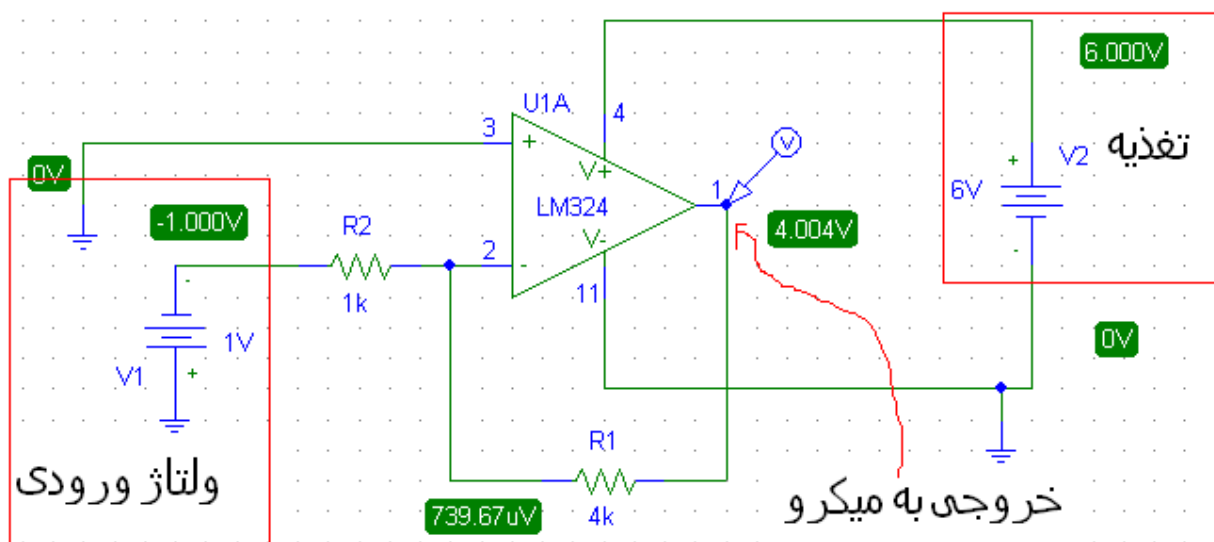 6.000V
U1A
3
4
+
V+
تغذیه
+
V2
0V
1
V
6V
-1.000V
LM324
4.004V
R2
-
V-
2
-
-
1k
11
1V
0V
V1
+
R1
ولتاژ ورودی
739.67uV
4k
خروجی به میکرو